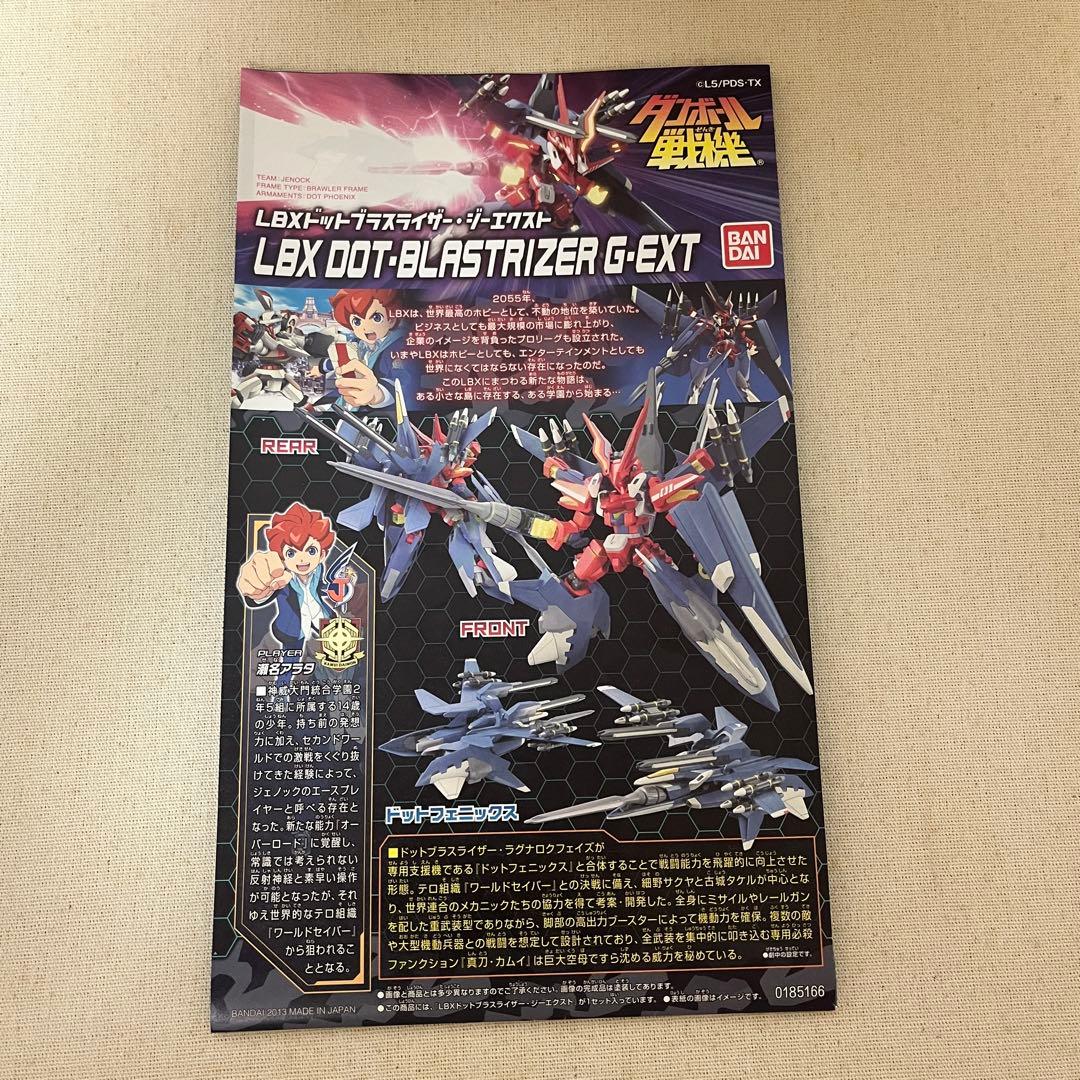 ©L5/PDS・TX
ダンボール
戦機®
せんき
TEAM：JENOCK
FRAME TYPE：BRAWLER FRAME
ARMAMENTS：DOT PHOENIX
LBXドットブラスライザー・ジーエクスト
LBX DOT・BLASTRIZER G・EXT
BAN
DAI
2055年、
LBXは、世界最高のホビーとして、不動の地位を築いていた。
ビジネスとしても最大規模の市場に膨れ上がり、
企業のイメージを背負ったプロリーグも設立された。
いまやLBXはホビーとしても、エンターテインメントとしても
世界になくてはならない存在になったのだ。
このLBXにまつわる新たな物語は、
ある小さな島に存在する、ある学園から始まる…
REAR
01
FRONT
PLAYER
せな
瀬名アラタ
■神威大門統合学園2
年5組に所属する14歳
の少年。持ち前の発想
力に加え、セカンドワー
ルドでの激戦をくぐり抜
けてきた経験によって、
ジェノックのエースプレ
イヤーと呼べる存在と
なった。新たな能力『オー
バーロード』に覚醒し、
常識では考えられない
反射神経と素早い操作
が可能となったが、それ
ゆえ世界的なテロ組織
『ワールドセイバー』
から狙われるこ
ととなる。
ドットフェニックス
■ドットブラスライザー・ラグナロクフェイズが
専用支援機である『ドットフェニックス』と合体することで戦闘能力を飛躍的に向上させた
形態。テロ組織『ワールドセイバー』との決戦に備え、細野サクヤと古城タケルが中心とな
り、世界連合のメカニックたちの協力を得て考案・開発した。全身にミサイルやレールガン
を配した重武装型でありながら、脚部の高出力ブースターによって機動力を確保。複数の敵
や大型機動兵器との戦闘を想定して設計されており、全武装を集中的に叩き込む専用必殺
ファンクション『真刀・カムイ』は巨大空母ですら沈める威力を秘めている。
●劇中の設定です。
●画像と商品とは多少異なりますのでご了承ください。画像の完成品は塗装してあります。
●この商品には、LBXドットブラスライザー・ジーエクスト が1セット入っています。 ●表紙の画像はイメージです。
BANDAI 2013 MADE IN JAPAN
0185166